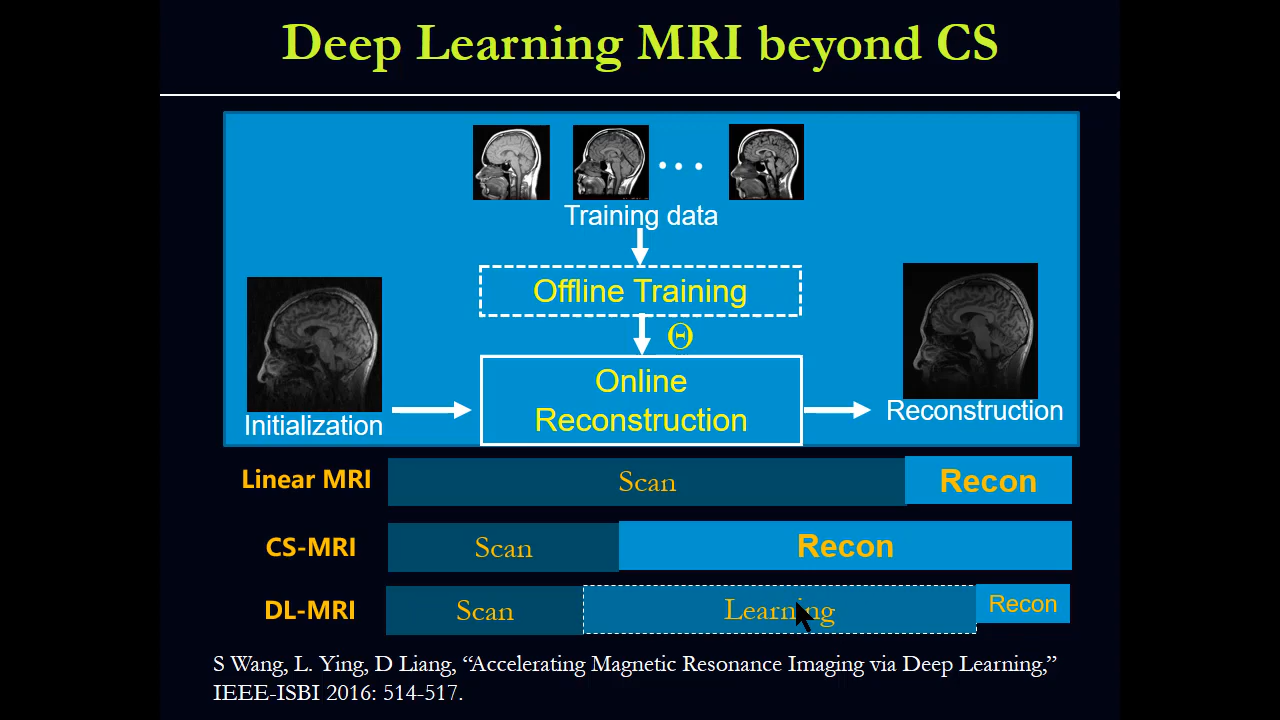 Deep Learning MRI beyond CS
Training data
Offline Training
Θ
Online
Reconstruction
Initialization
Reconstruction
Linear MRI
Scan
Recon
CS-MRI
Scan
Recon
DL-MRI
Scan
Learning
Recon
S Wang, L. Ying, D Liang, “Accelerating Magnetic Resonance Imaging via Deep Learning,”
IEEE-ISBI 2016: 514-517.